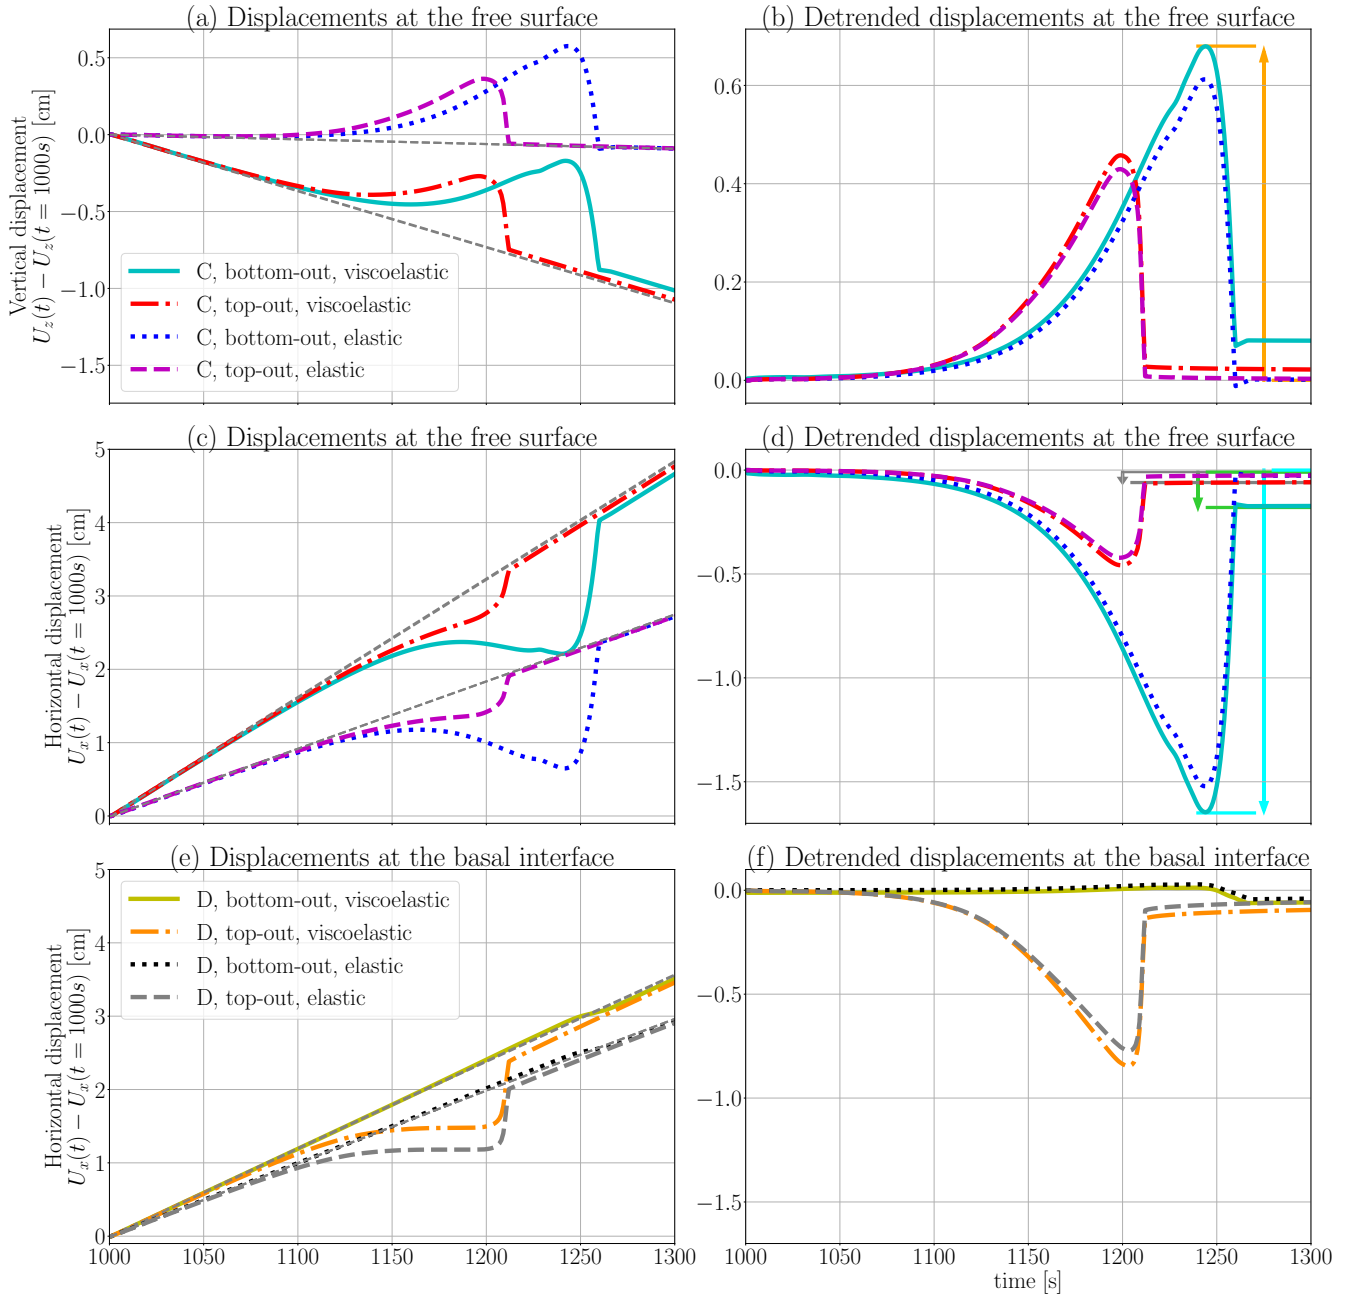 (a) Displacements at the free surface
Vertical displacement
U_z(t) − U_z(t = 1000s) [cm]
0.5
0.0
−0.5
−1.0
−1.5
C, bottom-out, viscoelastic
C, top-out, viscoelastic
C, bottom-out, elastic
C, top-out, elastic
(b) Detrended displacements at the free surface
0.6
0.4
0.2
0.0
(c) Displacements at the free surface
Horizontal displacement
U_x(t) − U_x(t = 1000s) [cm]
5
4
3
2
1
0
(d) Detrended displacements at the free surface
0.0
−0.5
−1.0
−1.5
(e) Displacements at the basal interface
Horizontal displacement
U_x(t) − U_x(t = 1000s) [cm]
5
4
3
2
1
0
D, bottom-out, viscoelastic
D, top-out, viscoelastic
D, bottom-out, elastic
D, top-out, elastic
1000 1050 1100 1150 1200 1250 1300
(f) Detrended displacements at the basal interface
0.0
−0.5
−1.0
−1.5
1000 1050 1100 1150 1200 1250 1300
time [s]